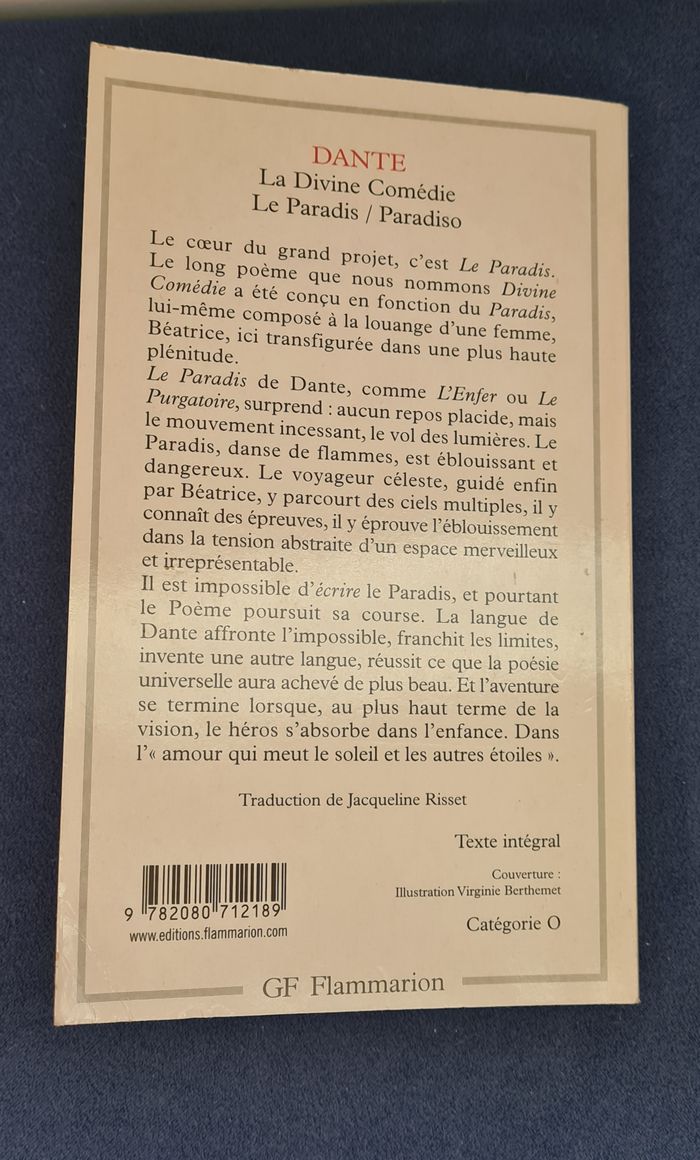 DANTE
La Divine Comédie
Le Paradis / Paradiso
Le cœur du grand projet, c'est Le Paradis.
Le long poème que nous nommons Divine
Comédie a été conçu en fonction du Paradis,
lui-même composé à la louange d'une femme,
Béatrice, ici transfigurée dans une plus haute
plénitude.
Le Paradis de Dante, comme L'Enfer ou Le
Purgatoire, surprend : aucun repos placide, mais
le mouvement incessant, le vol des lumières. Le
Paradis, danse de flammes, est éblouissant et
dangereux. Le voyageur céleste, guidé enfin
par Béatrice, y parcourt des ciels multiples, il y
connaît des épreuves, il y éprouve l'éblouissement
dans la tension abstraite d'un espace merveilleux
et irreprésentable.
Il est impossible d'écrire le Paradis, et pourtant
le Poème poursuit sa course. La langue de
Dante affronte l'impossible, franchit les limites,
invente une autre langue, réussit ce que la poésie
universelle aura achevé de plus beau. Et l'aventure
se termine lorsque, au plus haut terme de la
vision, le héros s'absorbe dans l'enfance. Dans
l'« amour qui meut le soleil et les autres étoiles ».
Traduction de Jacqueline Risset
Texte intégral
Couverture :
Illustration Virginie Berthemet
Catégorie O
9 782080 712189
www.editions.flammarion.com
GF Flammarion